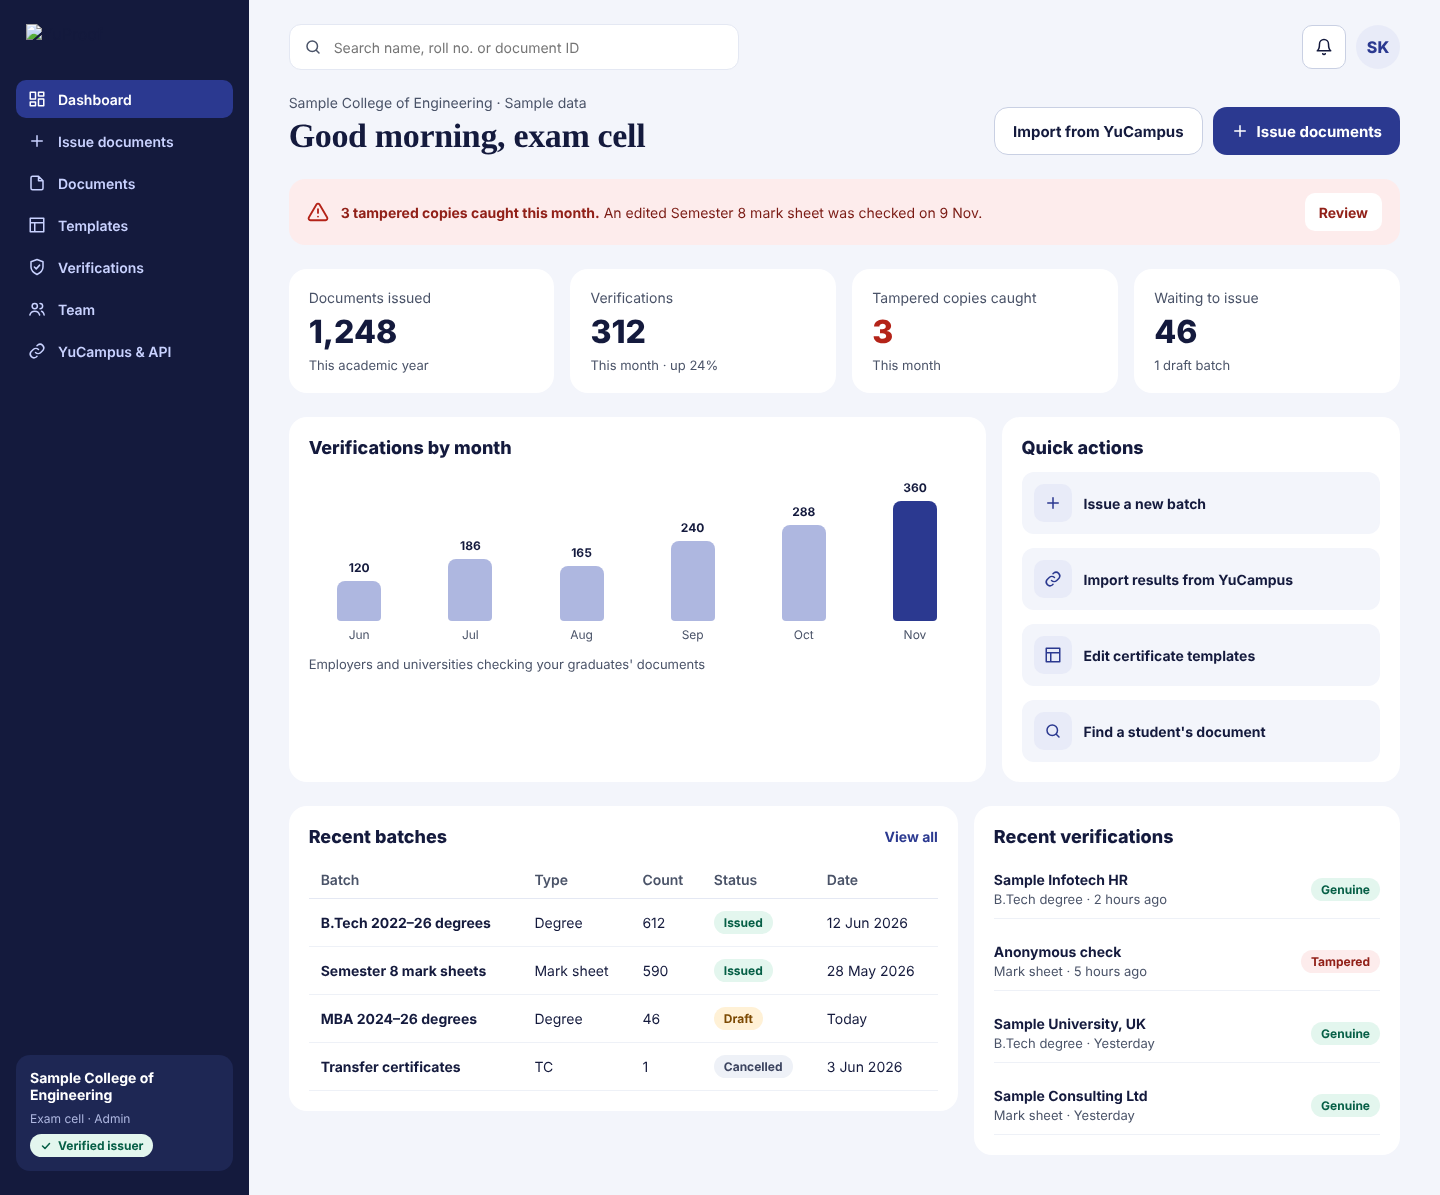 Dashboard
Issue documents
Documents
Templates
Verifications
Team
YuCampus & API
Sample College of
Engineering
Exam cell · Admin
Verified issuer
Search name, roll no. or document ID
SK
Sample College of Engineering · Sample data
Good morning, exam cell
Import from YuCampus
Issue documents
3 tampered copies caught this month. An edited Semester 8 mark sheet was checked on 9 Nov.
Review
Documents issued
1,248
This academic year
Verifications
312
This month · up 24%
Tampered copies caught
3
This month
Waiting to issue
46
1 draft batch
Verifications by month
120
186
165
240
288
360
Jun
Jul
Aug
Sep
Oct
Nov
Employers and universities checking your graduates' documents
Quick actions
Issue a new batch
Import results from YuCampus
Edit certificate templates
Find a student's document
Recent batches
View all
Batch Type Count Status Date
B.Tech 2022–26 degrees Degree 612 Issued 12 Jun 2026
Semester 8 mark sheets Mark sheet 590 Issued 28 May 2026
MBA 2024–26 degrees Degree 46 Draft Today
Transfer certificates TC 1 Cancelled 3 Jun 2026
Recent verifications
Sample Infotech HR
B.Tech degree · 2 hours ago
Genuine
Anonymous check
Mark sheet · 5 hours ago
Tampered
Sample University, UK
B.Tech degree · Yesterday
Genuine
Sample Consulting Ltd
Mark sheet · Yesterday
Genuine